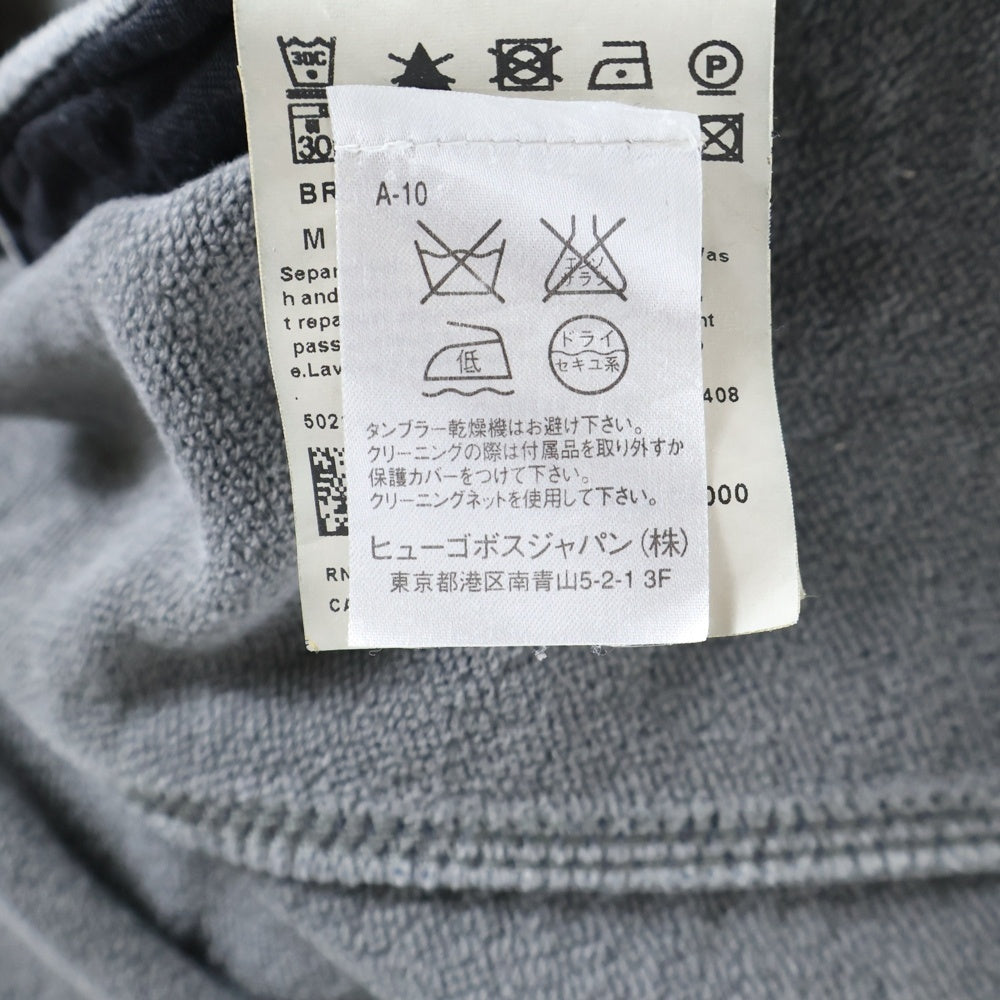 30C
P
30
BR
M
A-10
エンソ
サラシ
低
ドライ
セキユ系
Separ
h and
t repa
pass
e.Lav
as
nt
408
502
000
タンブラー乾燥機はお避け下さい。
クリーニングの際は付属品を取り外すか
保護カバーをつけて下さい。
クリーニングネットを使用して下さい。
ヒューゴボスジャパン(株)
東京都港区南青山5-2-1 3F
RN
CA